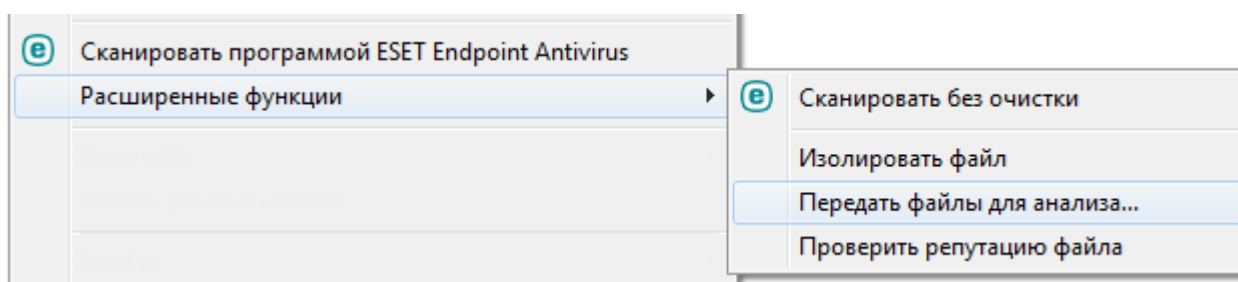 Сканировать программой ESET Endpoint Antivirus
Расширенные функции
Сканировать без очистки
Изолировать файл
Передать файлы для анализа...
Проверить репутацию файла